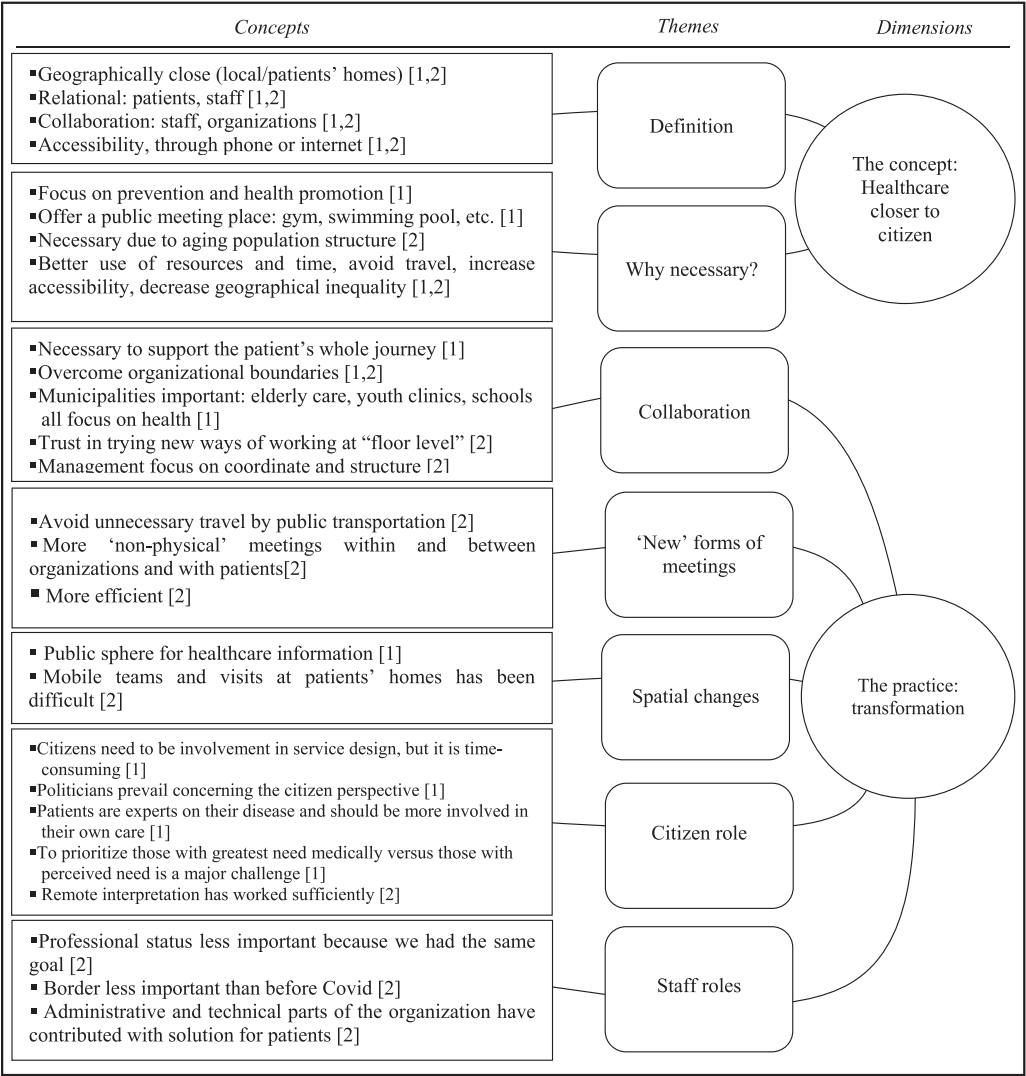 Concepts Themes Dimensions
▪Geographically close (local/patients’ homes) [1,2]
▪Relational: patients, staff [1,2]
▪Collaboration: staff, organizations [1,2]
▪Accessibility, through phone or internet [1,2]
Definition
▪Focus on prevention and health promotion [1]
▪Offer a public meeting place: gym, swimming pool, etc. [1]
▪Necessary due to aging population structure [2]
▪Better use of resources and time, avoid travel, increase
accessibility, decrease geographical inequality [1,2]
Why necessary?
The concept:
Healthcare
closer to
citizen
▪Necessary to support the patient’s whole journey [1]
▪Overcome organizational boundaries [1,2]
▪Municipalities important: elderly care, youth clinics, schools
all focus on health [1]
▪Trust in trying new ways of working at “floor level” [2]
▪Management focus on coordinate and structure [2]
Collaboration
▪Avoid unnecessary travel by public transportation [2]
▪More ‘non-physical’ meetings within and between
organizations and with patients[2]
▪ More efficient [2]
‘New’ forms of
meetings
▪ Public sphere for healthcare information [1]
▪ Mobile teams and visits at patients’ homes has been
difficult [2]
Spatial changes
The practice:
transformation
▪Citizens need to be involvement in service design, but it is time-
consuming [1]
▪Politicians prevail concerning the citizen perspective [1]
▪Patients are experts on their disease and should be more involved in
their own care [1]
▪To prioritize those with greatest need medically versus those with
perceived need is a major challenge [1]
▪ Remote interpretation has worked sufficiently [2]
Citizen role
▪Professional status less important because we had the same
goal [2]
▪ Border less important than before Covid [2]
▪ Administrative and technical parts of the organization have
contributed with solution for patients [2]
Staff roles